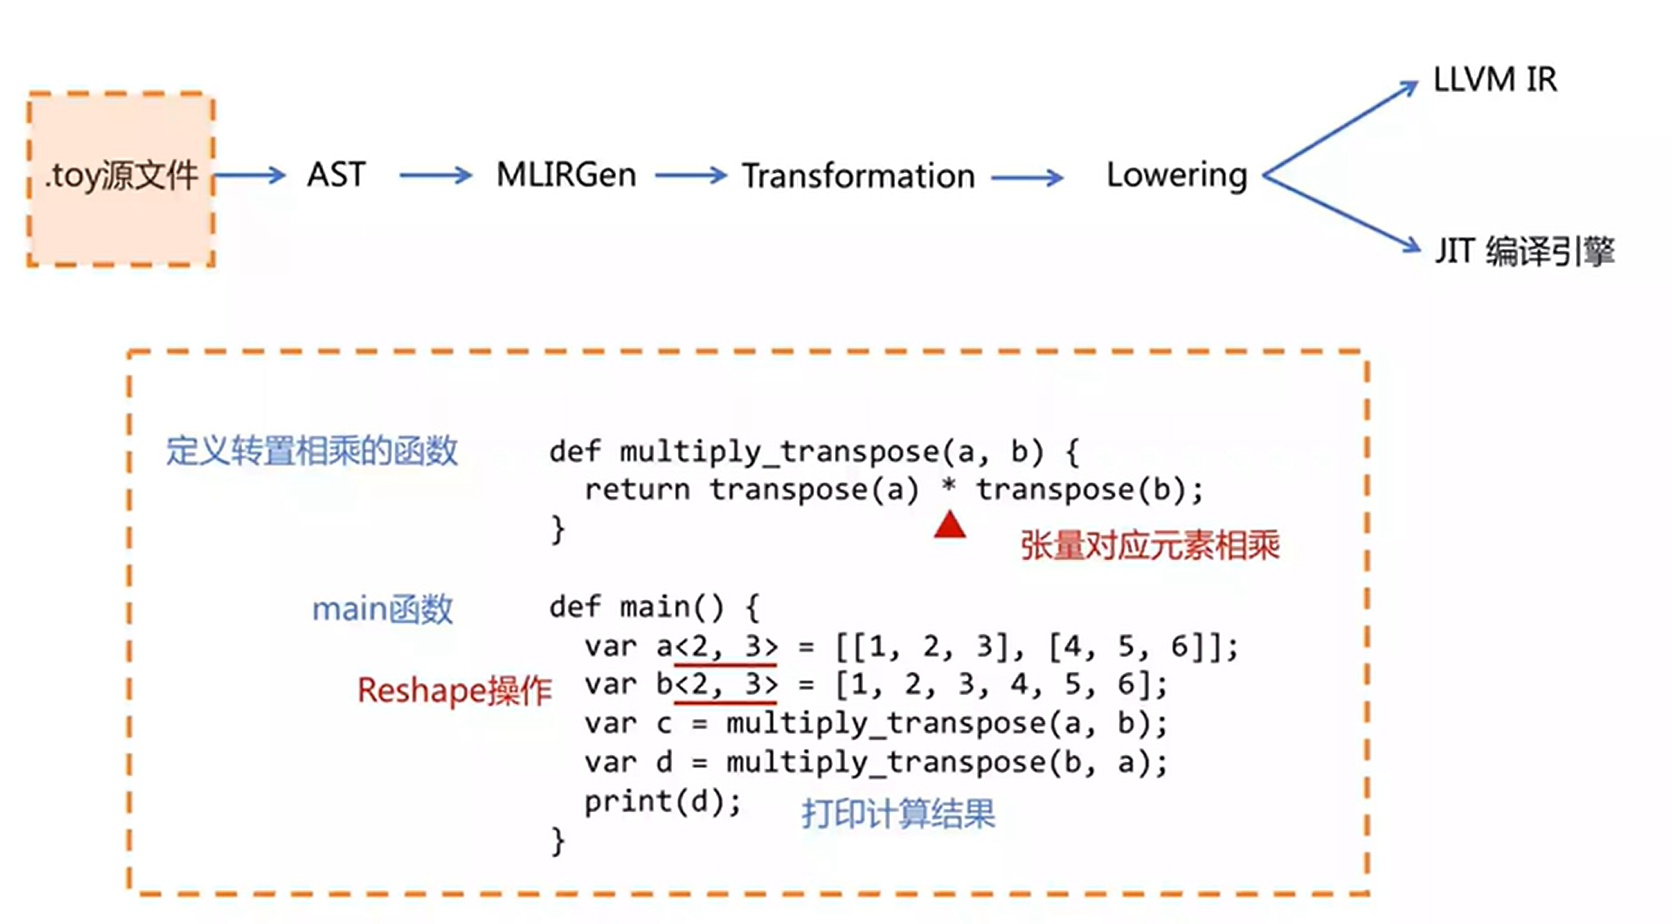 LLVM IR
.toy源文件 AST MLIRGen Transformation Lowering
JIT 编译引擎
定义转置相乘的函数 def multiply_transpose(a, b) {
return transpose(a) * transpose(b);
}
张量对应元素相乘
main函数 def main() {
var a<2, 3> = [[1, 2, 3], [4, 5, 6]];
Reshape操作 var b<2, 3> = [1, 2, 3, 4, 5, 6];
var c = multiply_transpose(a, b);
var d = multiply_transpose(b, a);
print(d); 打印计算结果
}